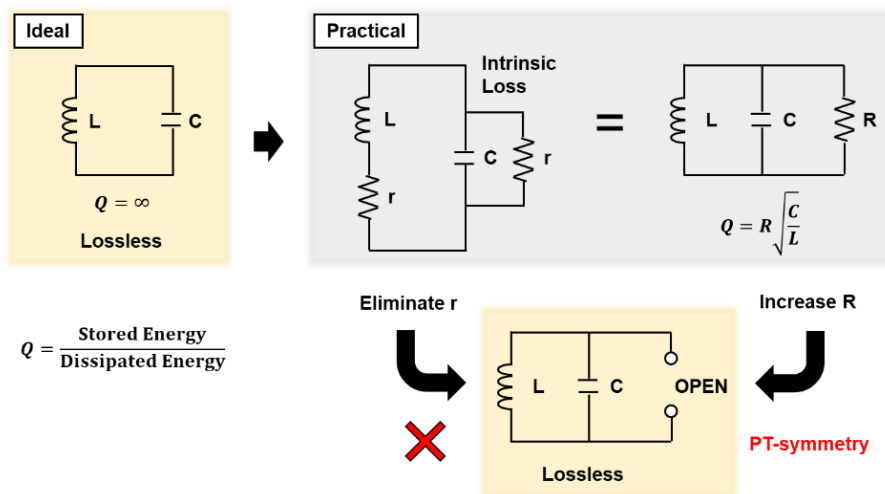 Ideal
L
C
Q = ∞
Lossless
Practical
Intrinsic
Loss
L
C
r
r
=
L
C
R
Q = R √(C/L)
Q = Stored Energy / Dissipated Energy
Eliminate r
Increase R
L
C
OPEN
PT-symmetry
Lossless